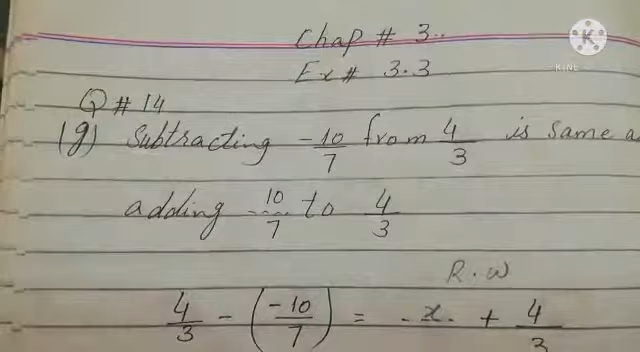 Chap # 3..
Ex # 3.3
K
KINE
Q # 14
(g) Subtracting -10/7 from 4/3 is same a
adding 10/7 to 4/3
R.W
4/3 - (-10/7) = -x- + 4/3